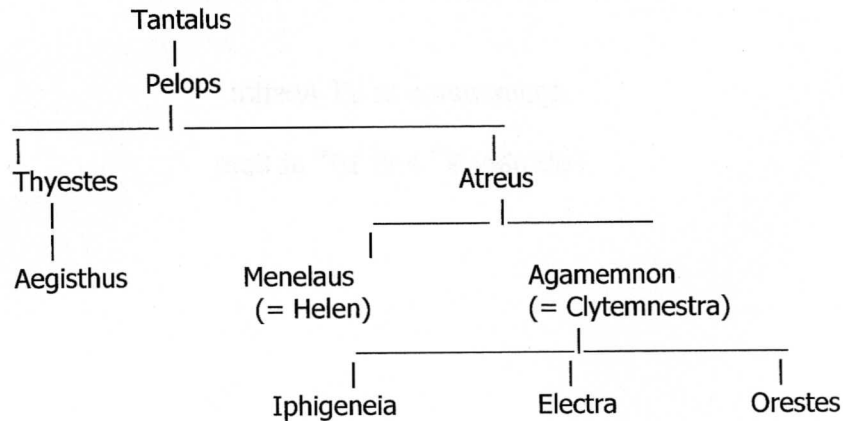 Tantalus
Pelops
Thyestes Atreus
Aegisthus Menelaus Agamemnon
(= Helen) (= Clytemnestra)
Iphigeneia Electra Orestes